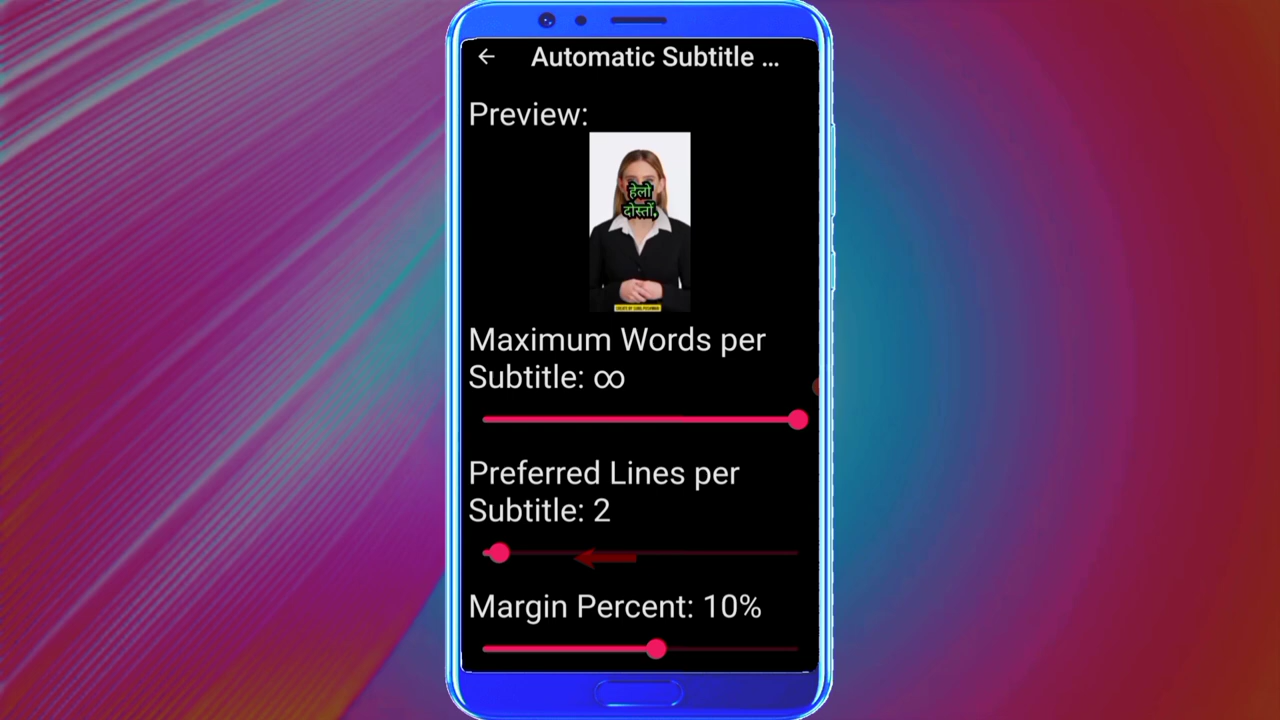 Automatic Subtitle ...
Preview:
हेलो
दोस्तों,
Maximum Words per
Subtitle: ∞
Preferred Lines per
Subtitle: 2
Margin Percent: 10%